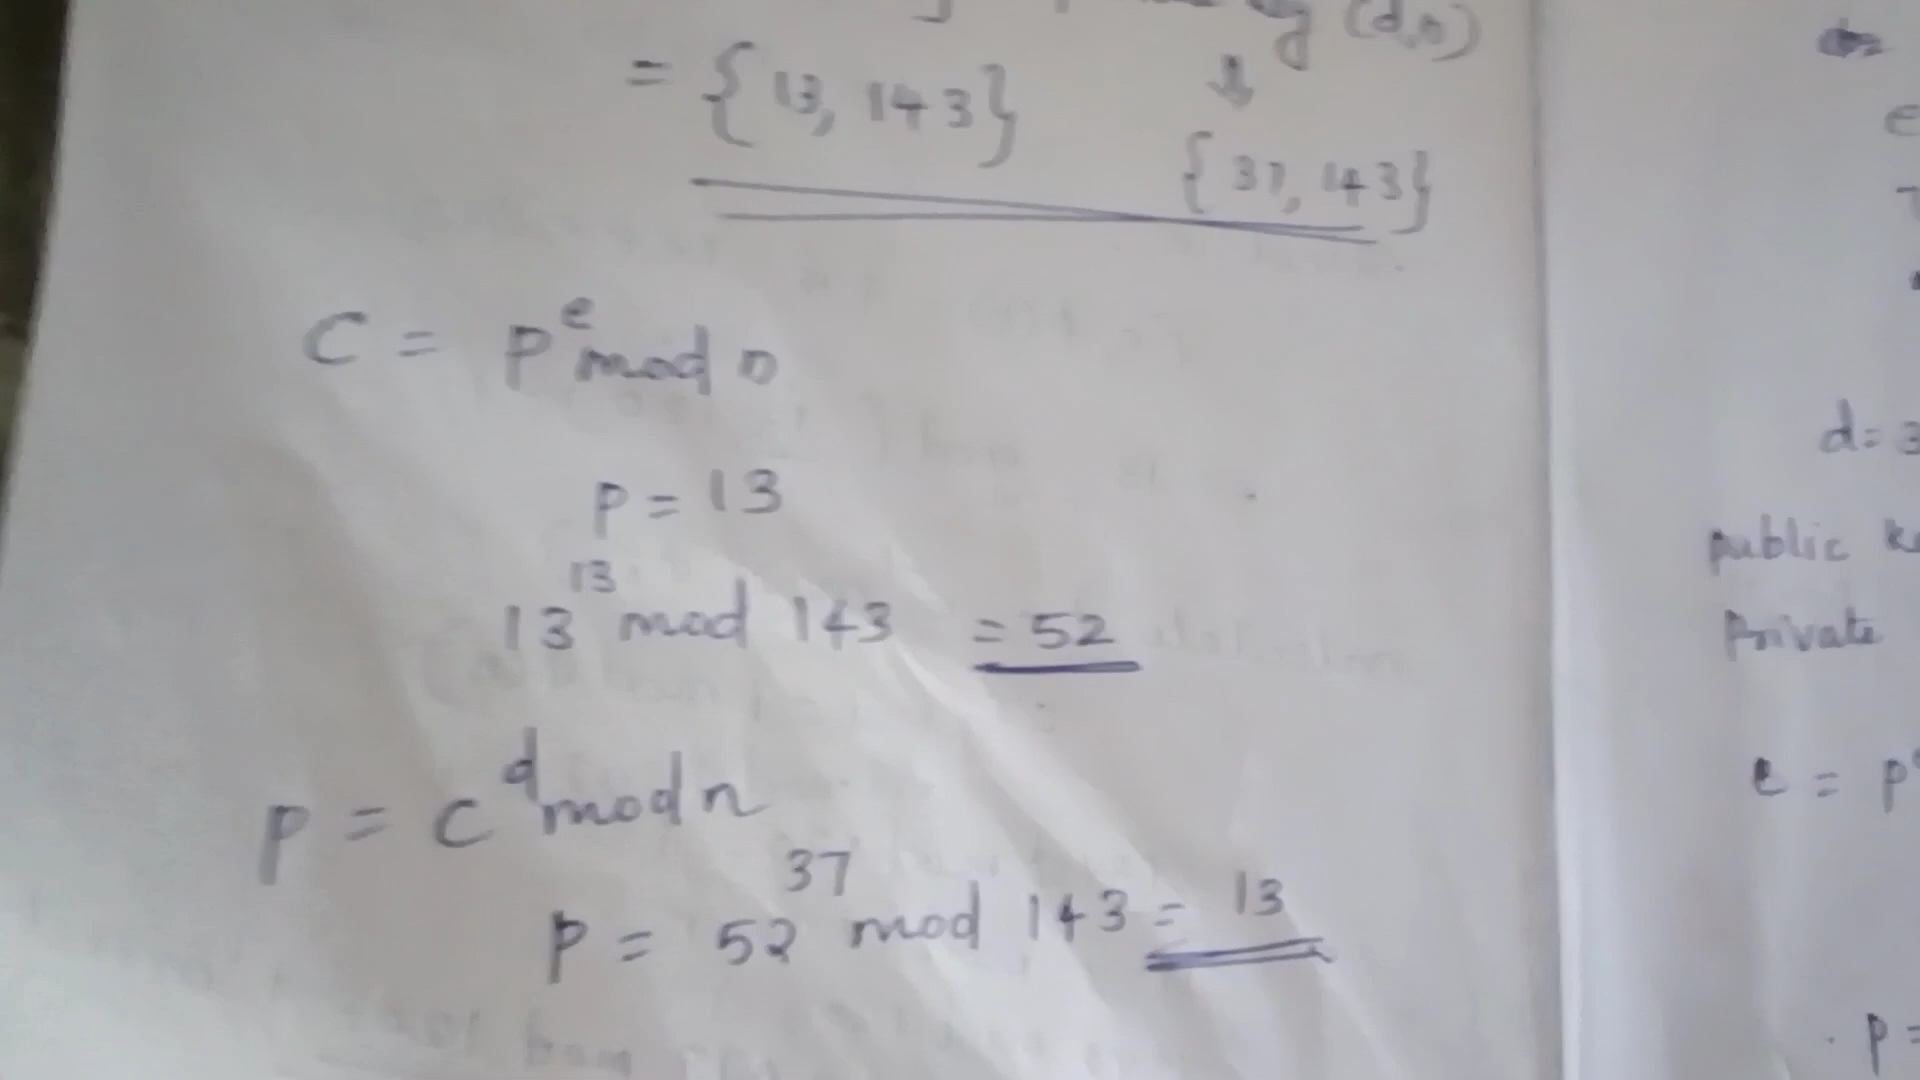 (d,n)
= {13, 143}
↓
{37, 143}
C = P^e mod n
P = 13
13^13 mod 143 = 52
P = C^d mod n
P = 52^37 mod 143 = 13
e
d= 3
public
Private
e = p
p =